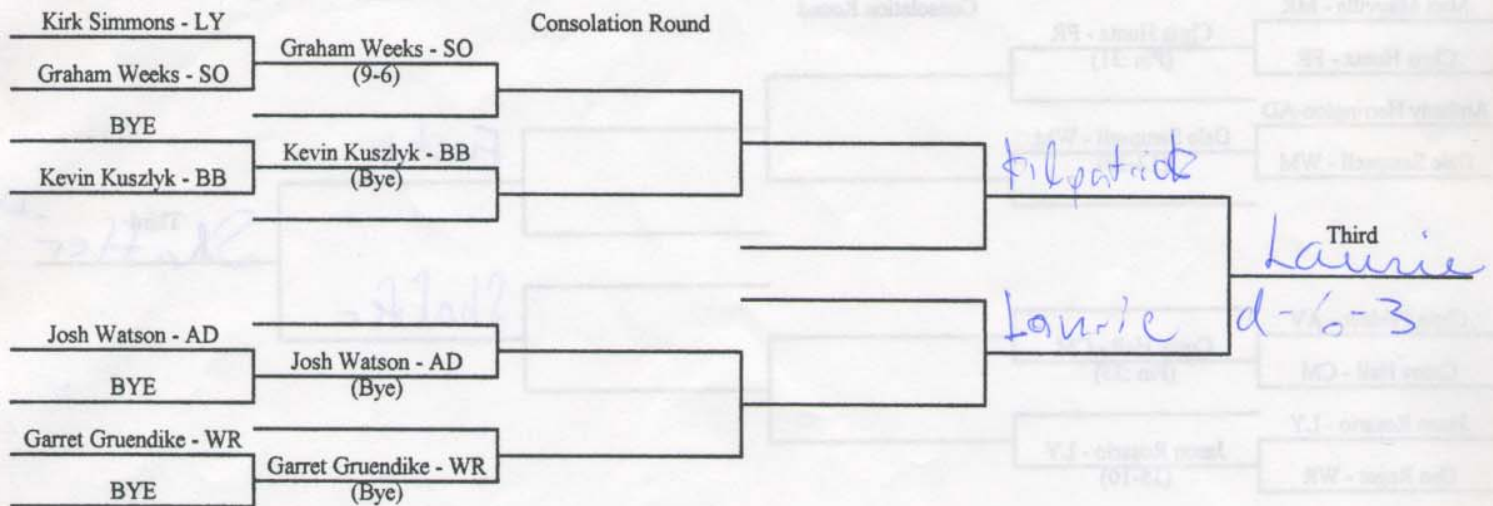 Kirk Simmons - LY
Consolation Round
Graham Weeks - SO
Graham Weeks - SO
(9-6)
BYE
Kevin Kuszlyk - BB
Kevin Kuszlyk - BB
(Bye)
Kilpatrick
Third
Laurie
Laurie d-6-3
Josh Watson - AD
Josh Watson - AD
BYE
(Bye)
Garret Gruendike - WR
Garret Gruendike - WR
BYE
(Bye)